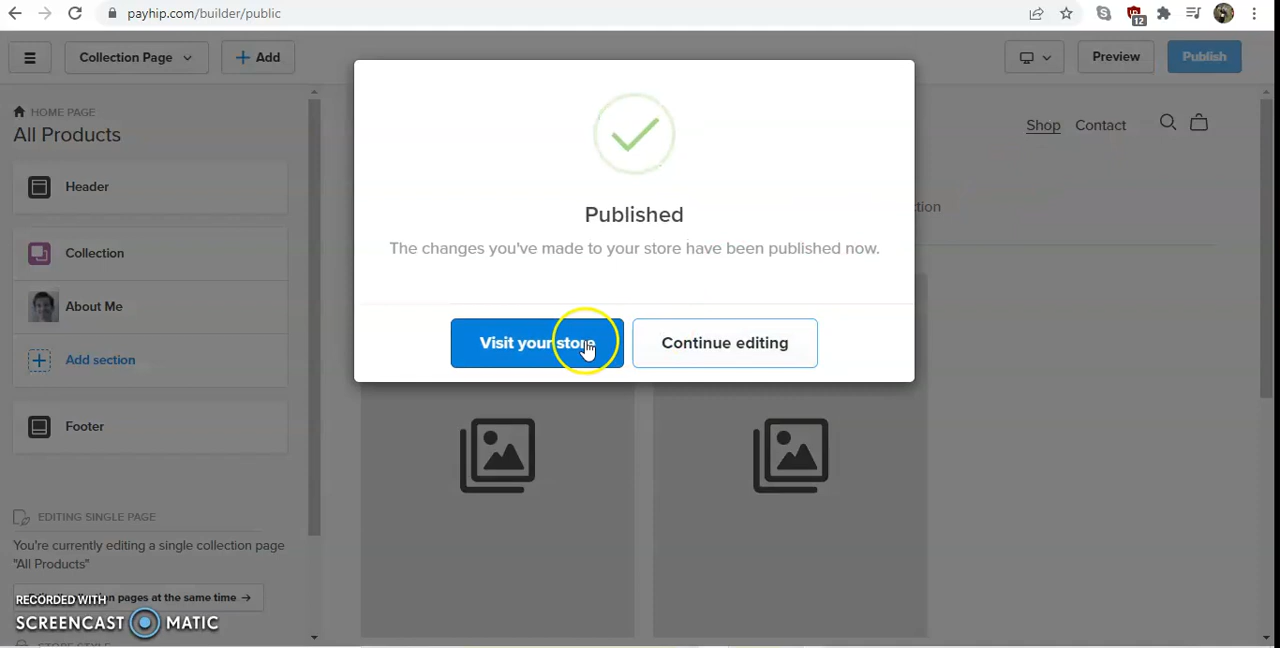 payhip.com/builder/public
12
Collection Page
Add
Preview
Publish
HOME PAGE
All Products
Header
Collection
About Me
Add section
Footer
EDITING SINGLE PAGE
You're currently editing a single collection page
"All Products"
n pages at the same time →
RECORDED WITH
SCREENCAST MATIC
Shop
Contact
ction
Published
The changes you've made to your store have been published now.
Visit your store
Continue editing